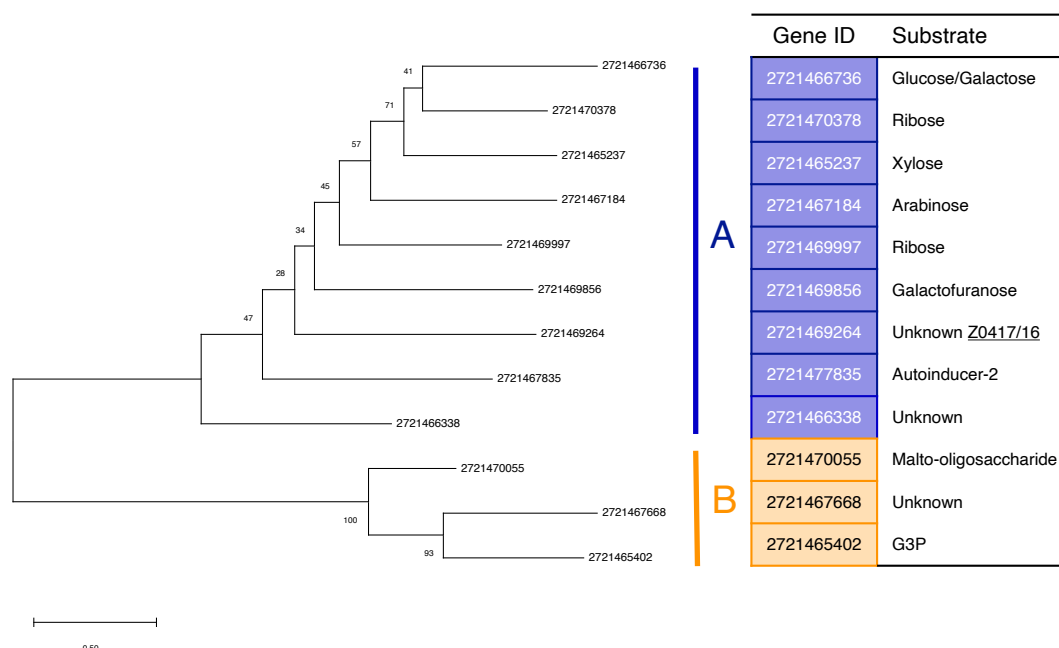 Gene ID Substrate
41 2721466736
2721466736 Glucose/Galactose
71 2721470378
2721470378 Ribose
57 2721465237
2721465237 Xylose
45 2721467184
2721467184 Arabinose
A
34 2721469997
2721469997 Ribose
28 2721469856
2721469856 Galactofuranose
47 2721469264
2721469264 Unknown Z0417/16
2721467835
2721477835 Autoinducer-2
2721466338
2721466338 Unknown
2721470055
2721470055 Malto-oligosaccharide
B
100 2721467668
2721467668 Unknown
93 2721465402
2721465402 G3P